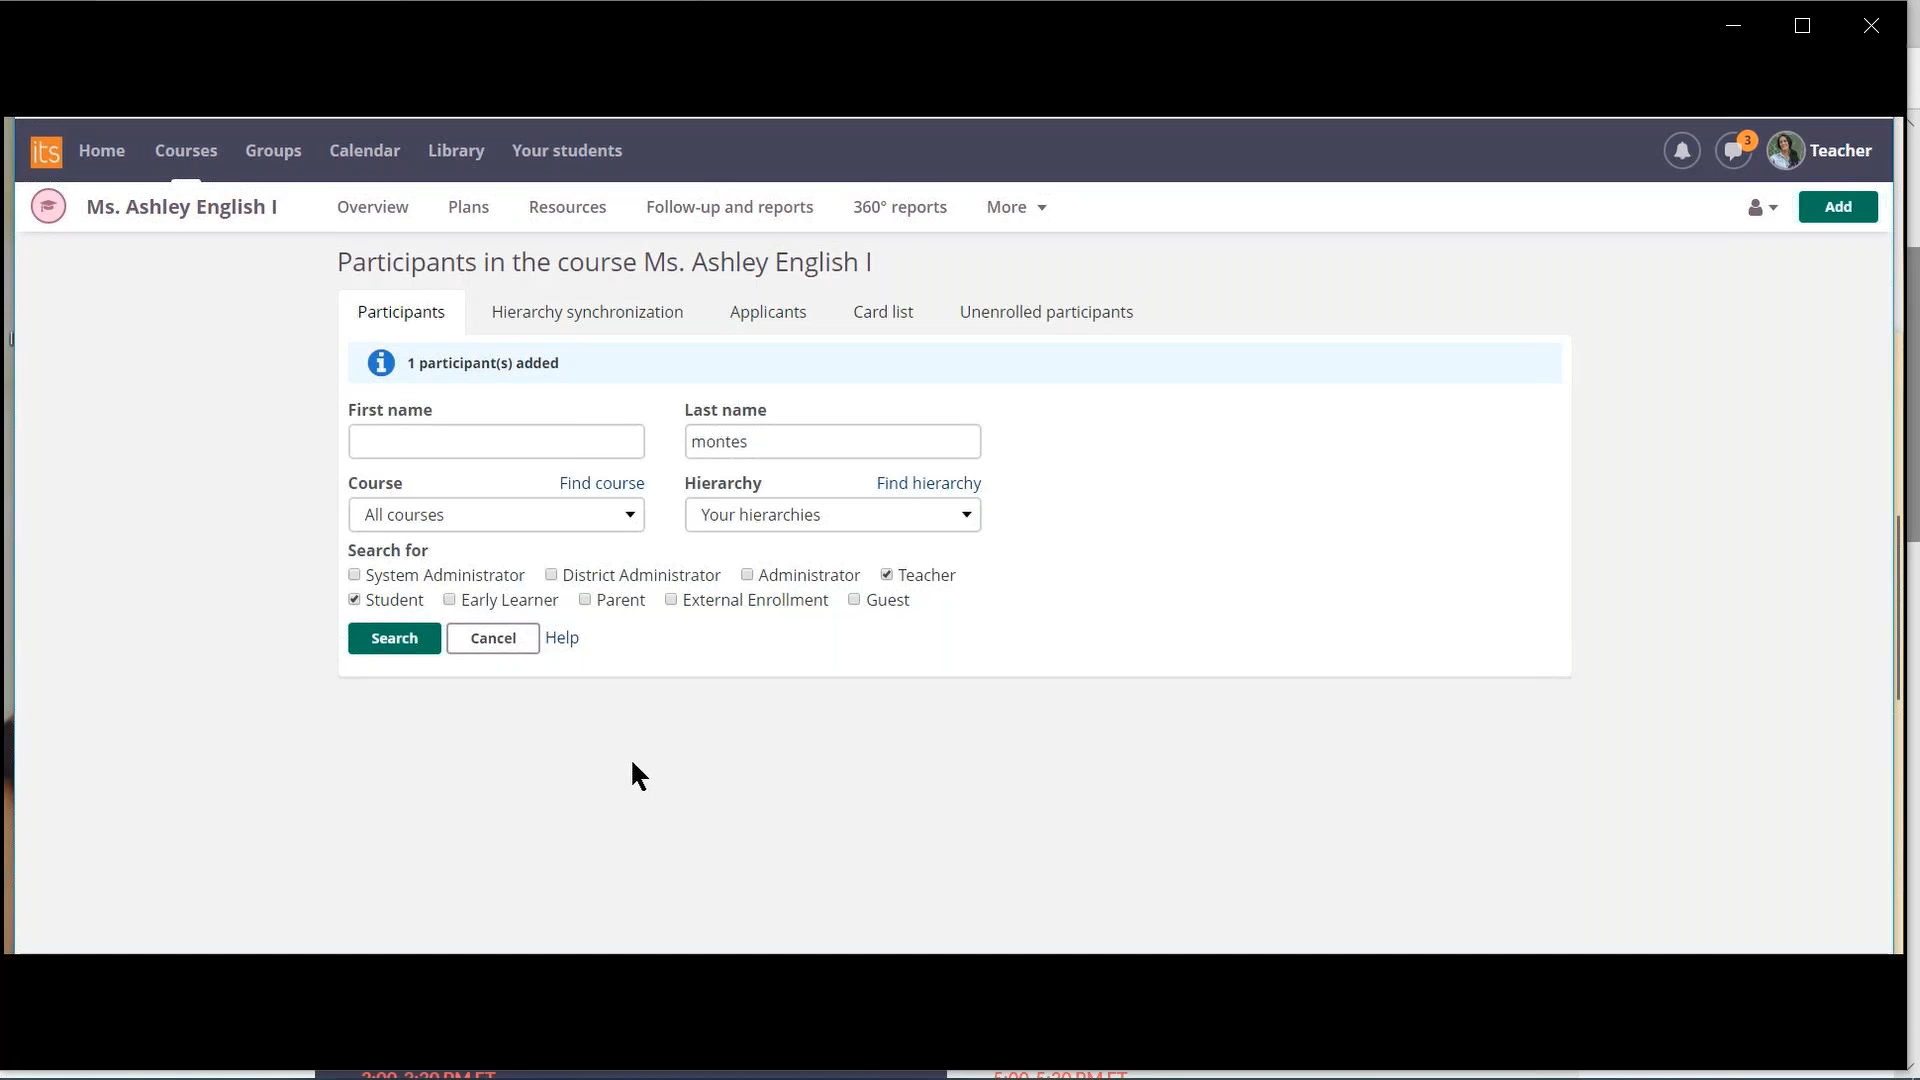 its Home Courses Groups Calendar Library Your students 3 Teacher
Ms. Ashley English I Overview Plans Resources Follow-up and reports 360° reports More Add
Participants in the course Ms. Ashley English I
Participants Hierarchy synchronization Applicants Card list Unenrolled participants
1 participant(s) added
First name Last name
montes
Course Find course Hierarchy Find hierarchy
All courses Your hierarchies
Search for
System Administrator District Administrator Administrator Teacher
Student Early Learner Parent External Enrollment Guest
Search Cancel Help